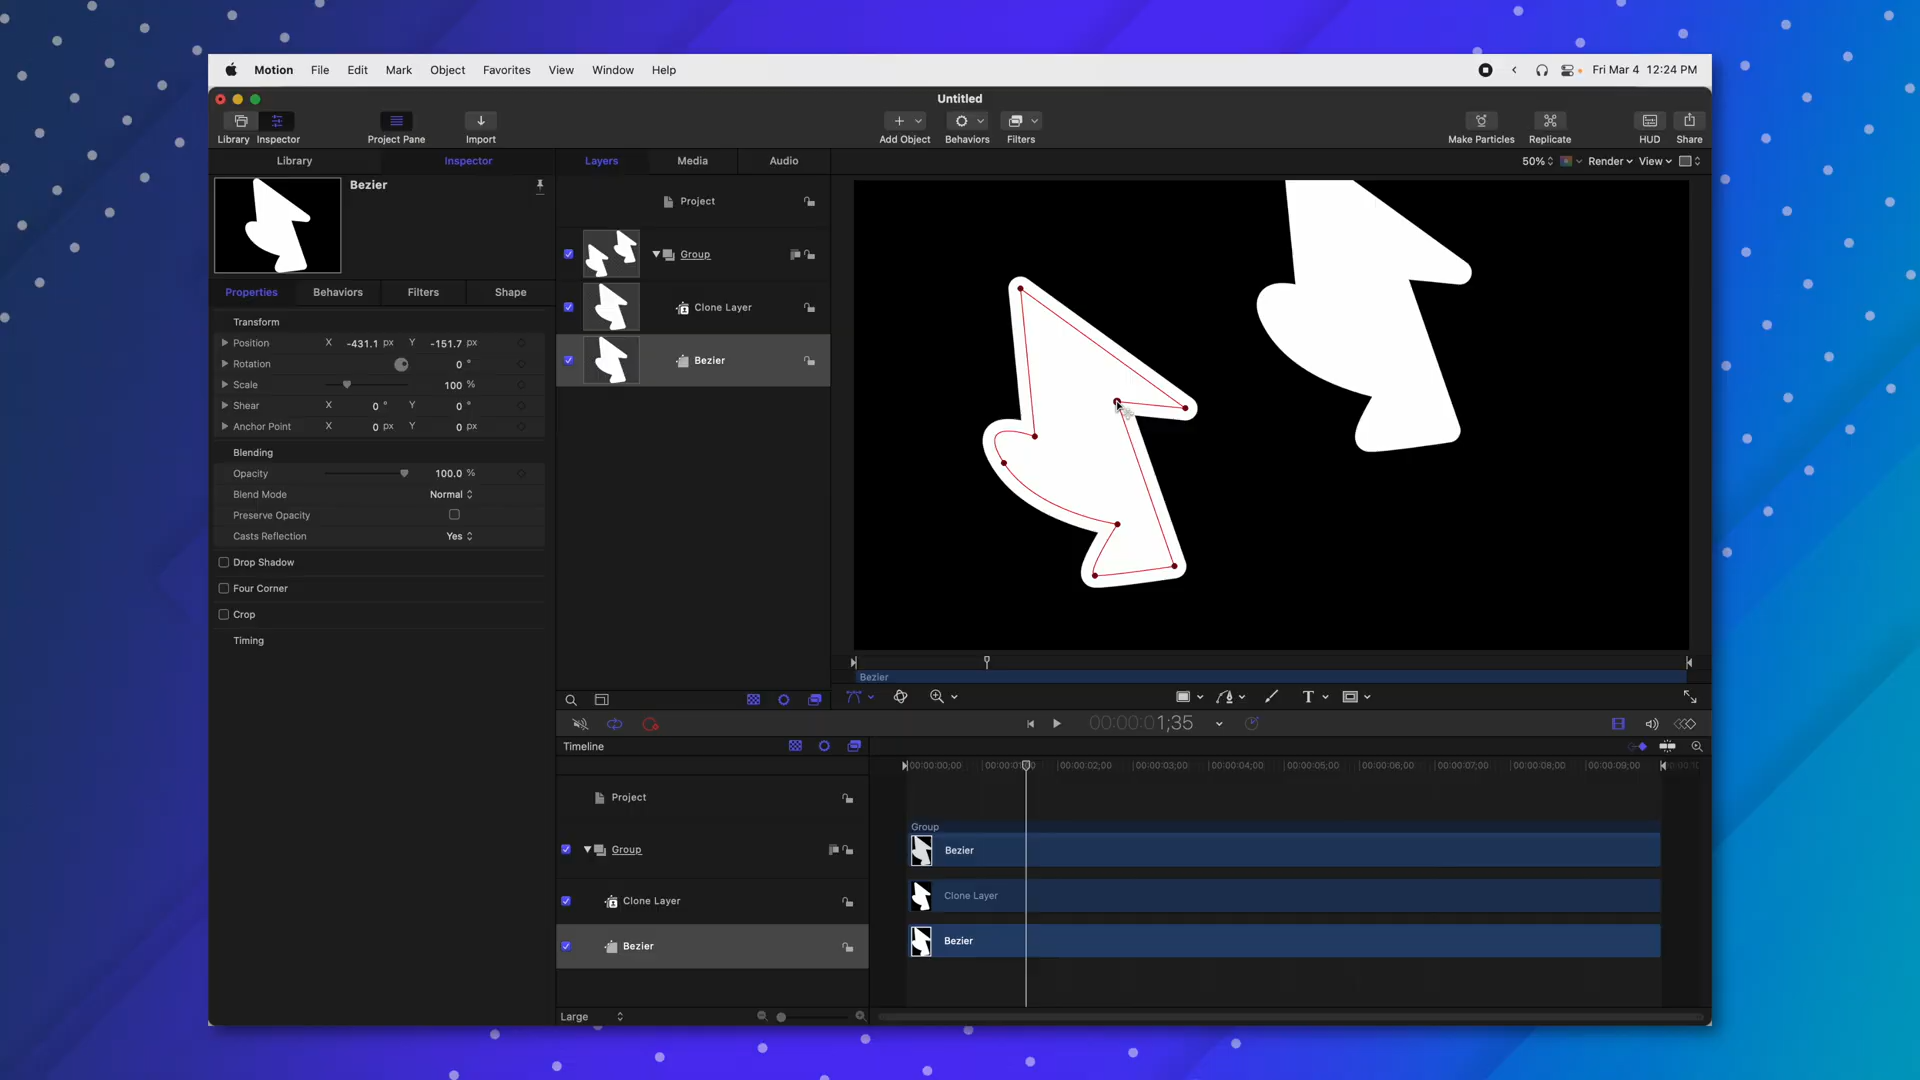 Motion File Edit Mark Object Favorites View Window Help
Fri Mar 4 12:24 PM
Untitled
Library Inspector Project Pane Import Add Object Behaviors Filters Make Particles Replicate HUD Share
Library Inspector Layers Media Audio
50% Render View
Bezier
Properties Behaviors Filters Shape
Transform
Position X -431.1 px Y -151.7 px
Rotation 0 °
Scale 100 %
Shear X 0 ° Y 0 °
Anchor Point X 0 px Y 0 px
Blending
Opacity 100.0 %
Blend Mode Normal
Preserve Opacity
Casts Reflection Yes
Drop Shadow
Four Corner
Crop
Timing
Project
Group
Clone Layer
Bezier
Bezier
T
00:00:01;35
Timeline
00:00:00;00 00:00:02;00 00:00:03;00 00:00:04;00 00:00:05;00 00:00:06;00 00:00:07;00 00:00:08;00 00:00:09;00
Project
Group
Clone Layer
Bezier
Group
Bezier
Clone Layer
Bezier
Large